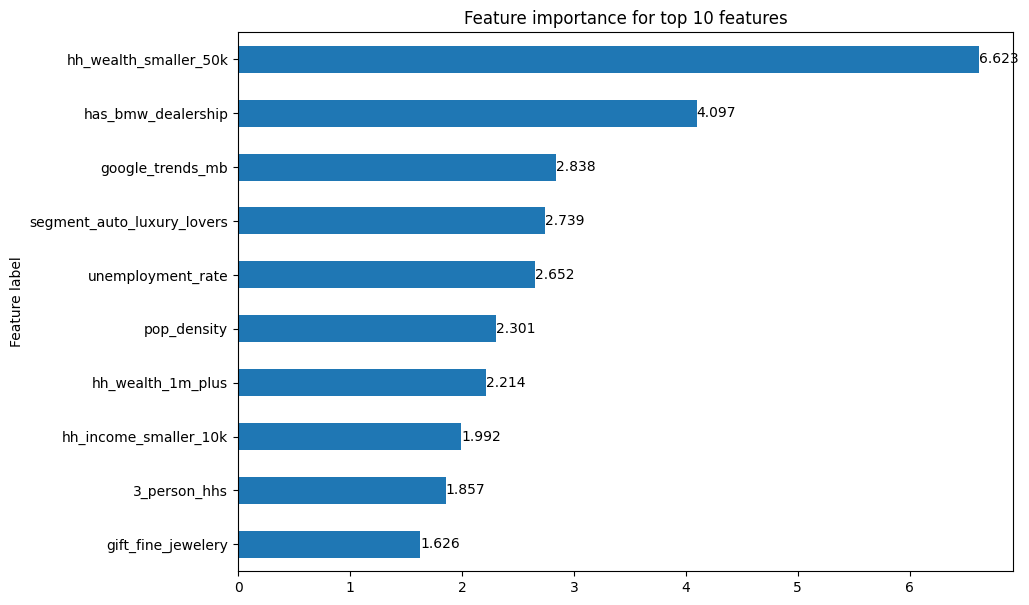 Feature importance for top 10 features
hh_wealth_smaller_50k 6.623
has_bmw_dealership 4.097
google_trends_mb 2.838
segment_auto_luxury_lovers 2.739
unemployment_rate 2.652
pop_density 2.301
hh_wealth_1m_plus 2.214
hh_income_smaller_10k 1.992
3_person_hhs 1.857
gift_fine_jewelery 1.626
Feature label
0 1 2 3 4 5 6